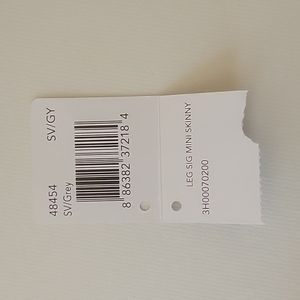 48454 SV/GY
SV/Grey
8 86382 37218 4
LEG SIG MINI SKINNY
3H00070200